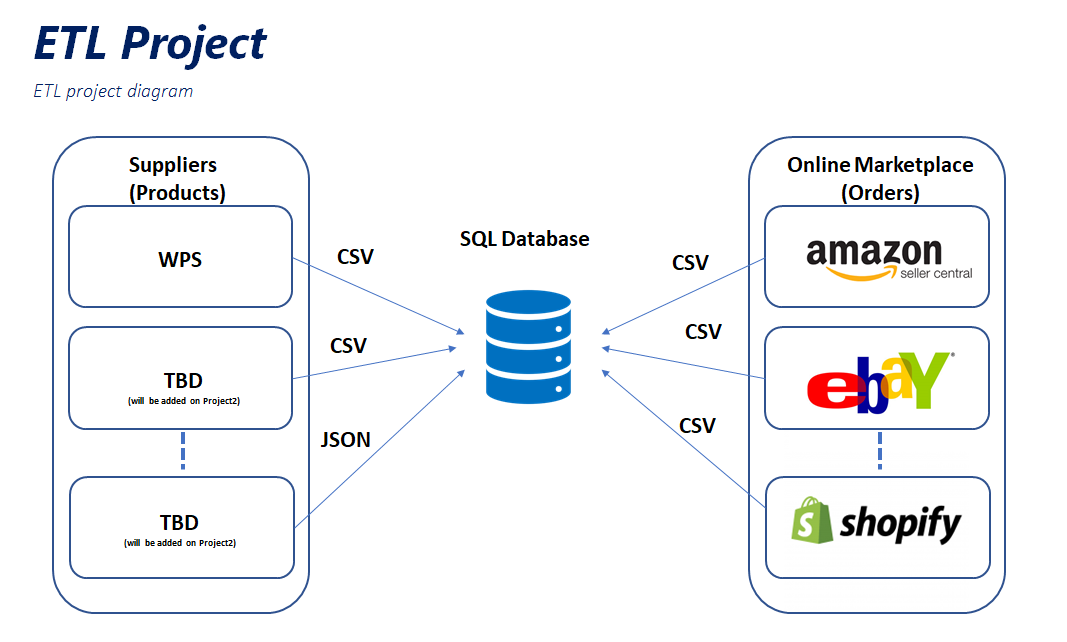 ETL Project
ETL project diagram
Suppliers
(Products)
WPS
TBD
(will be added on Project2)
TBD
(will be added on Project2)
CSV
CSV
JSON
SQL Database
CSV
CSV
CSV
Online Marketplace
(Orders)
amazon
seller central
ebaY
shopify